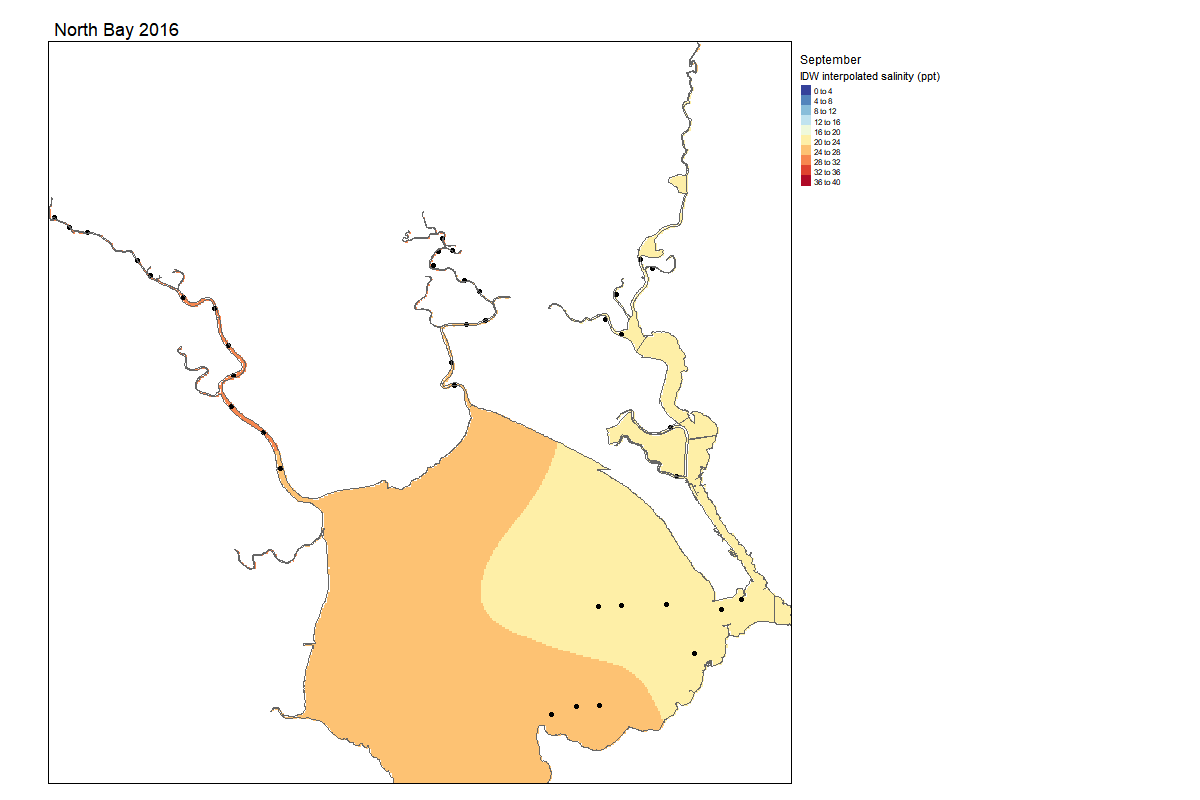 North Bay 2016
September
IDW interpolated salinity (ppt)
0 to 4
4 to 8
8 to 12
12 to 16
16 to 20
20 to 24
24 to 28
28 to 32
32 to 36
36 to 40